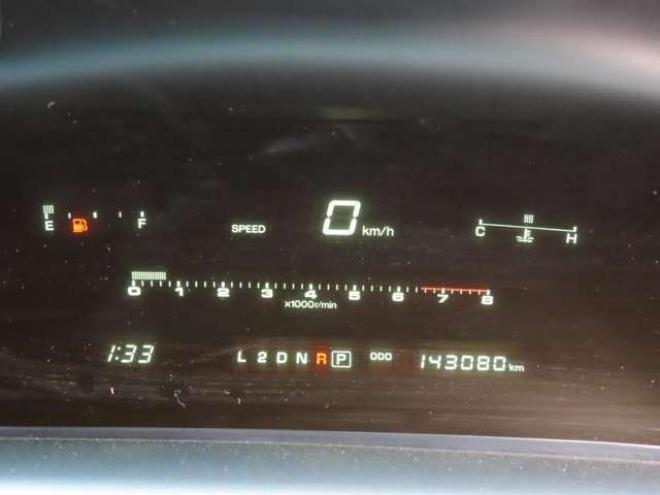 E F
SPEED 0 km/h
C H
0 1 2 3 4 5 6 7 8
x1000r/min
1:33 L 2 D N R P ODO 143080 km